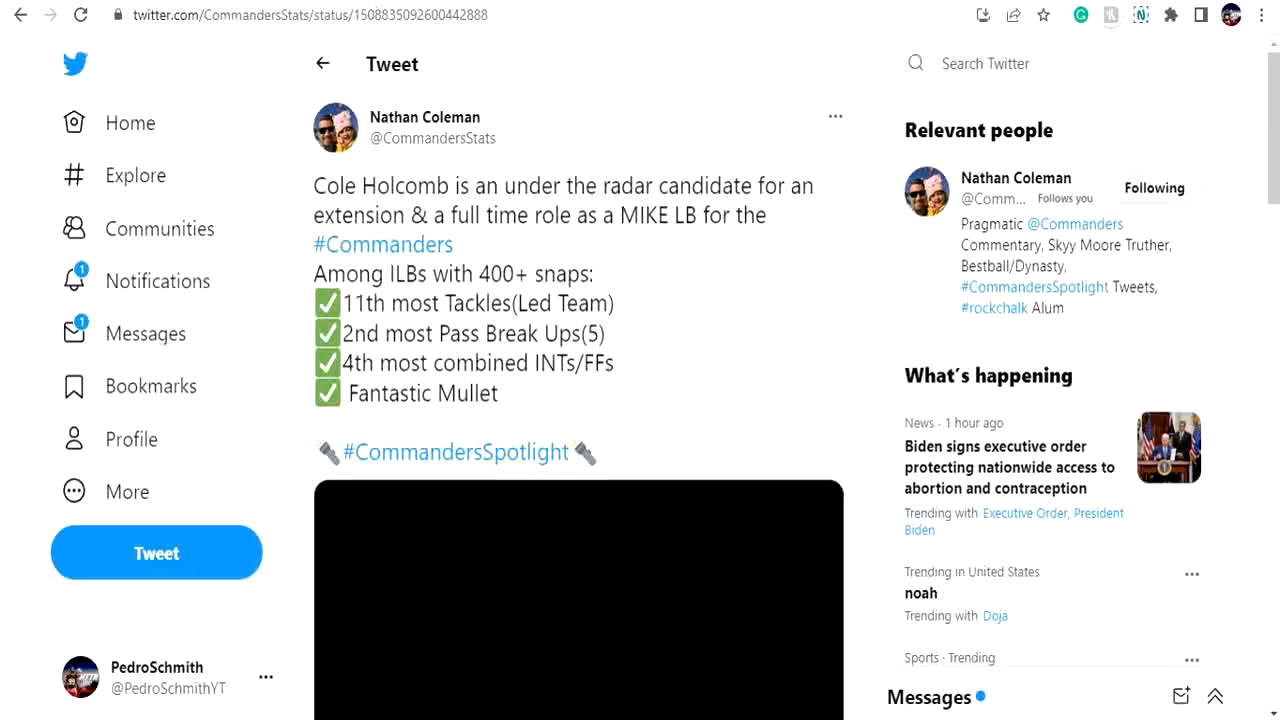 twitter.com/CommandersStats/status/1508835092600442888
Home
Explore
Communities
1
Notifications
1
Messages
Bookmarks
Profile
More
Tweet
PedroSchmith
@PedroSchmithYT
Tweet
Nathan Coleman
@CommandersStats
Cole Holcomb is an under the radar candidate for an
extension & a full time role as a MIKE LB for the
#Commanders
Among ILBs with 400+ snaps:
✅11th most Tackles(Led Team)
✅2nd most Pass Break Ups(5)
✅4th most combined INTs/FFs
✅ Fantastic Mullet
🔦#CommandersSpotlight🔦
Search Twitter
Relevant people
Nathan Coleman
@Comm... Follows you
Following
Pragmatic @Commanders
Commentary, Skyy Moore Truther,
Bestball/Dynasty,
#CommandersSpotlight Tweets,
#rockchalk Alum
What's happening
News · 1 hour ago
Biden signs executive order
protecting nationwide access to
abortion and contraception
Trending with Executive Order, President
Biden
Trending in United States
noah
Trending with Doja
Sports · Trending
Messages